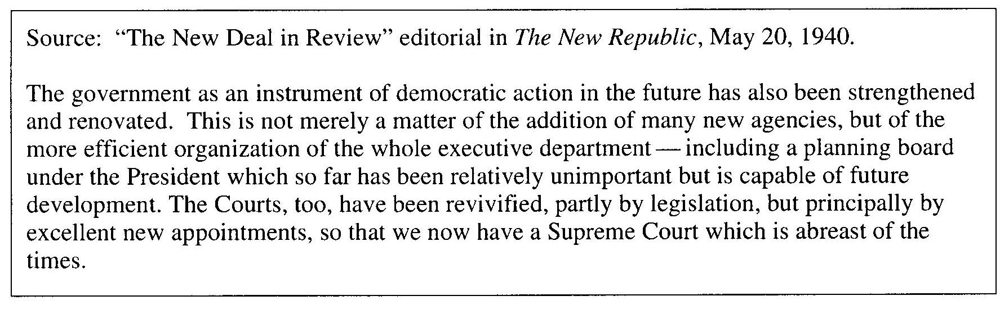 Source: “The New Deal in Review” editorial in The New Republic, May 20, 1940.
The government as an instrument of democratic action in the future has also been strengthened
and renovated. This is not merely a matter of the addition of many new agencies, but of the
more efficient organization of the whole executive department — including a planning board
under the President which so far has been relatively unimportant but is capable of future
development. The Courts, too, have been revivified, partly by legislation, but principally by
excellent new appointments, so that we now have a Supreme Court which is abreast of the
times.